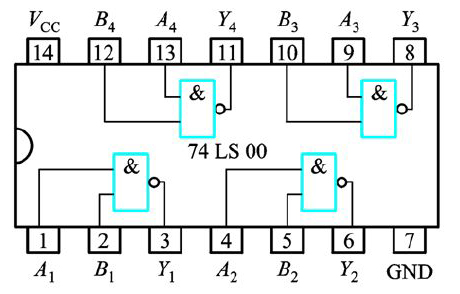 V_CC B₄ A₄ Y₄ B₃ A₃ Y₃
14 12 13 11 10 9 8
& &
74 LS 00
& &
1 2 3 4 5 6 7
A₁ B₁ Y₁ A₂ B₂ Y₂ GND